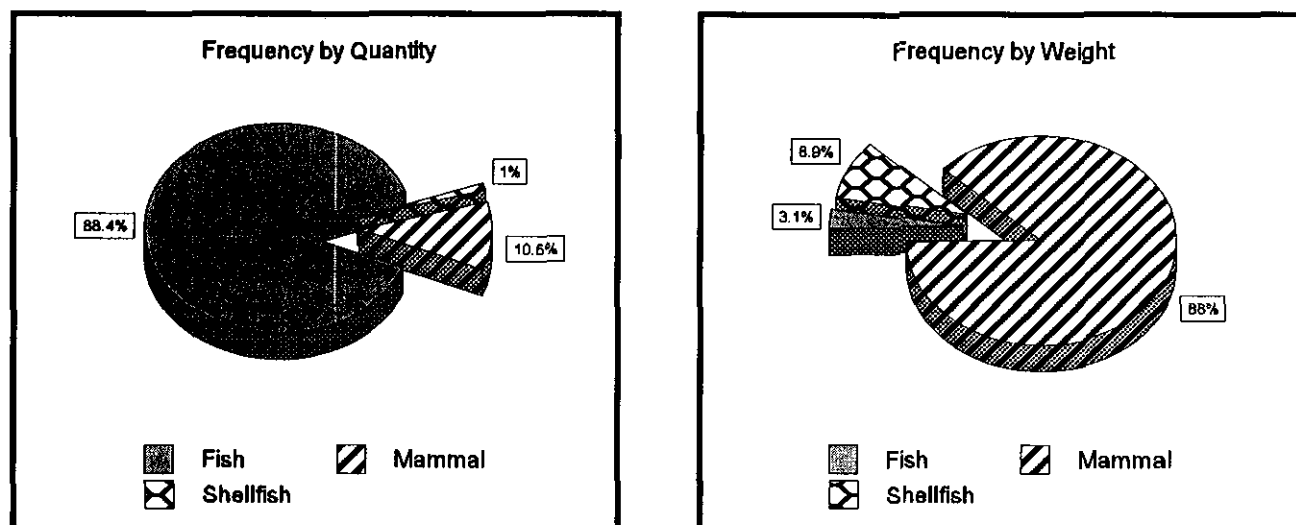 Frequency by Quantity
1%
88.4%
10.6%
Fish
Mammal
Shellfish
Frequency by Weight
8.9%
3.1%
88%
Fish
Mammal
Shellfish